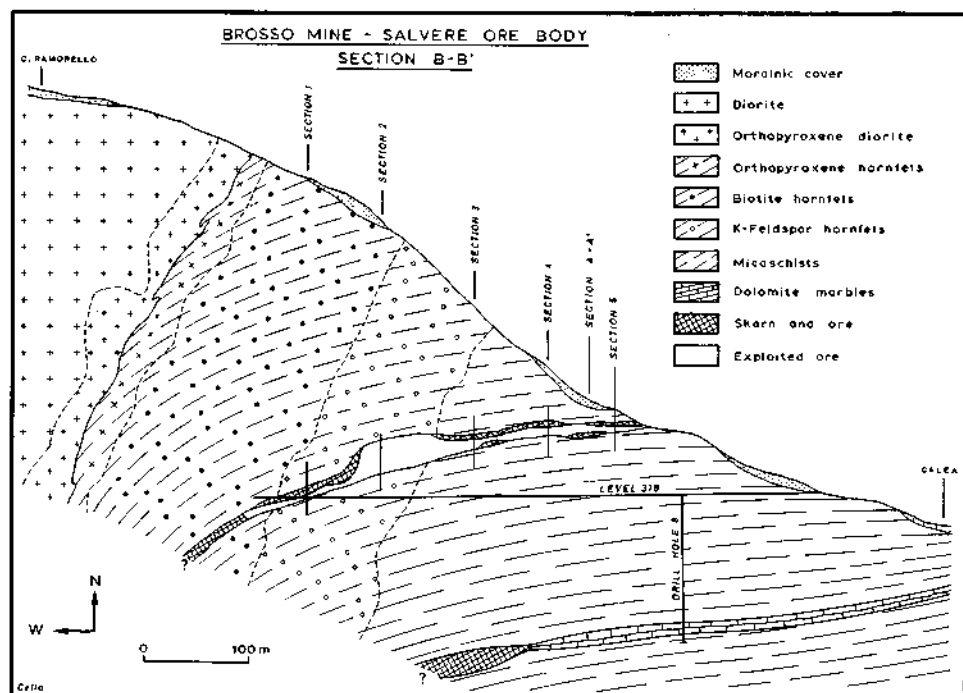 BROSSO MINE - SALVERE ORE BODY
SECTION B-B'
C. RAMORELLO
SECTION 1
SECTION 2
SECTION 3
SECTION 4
SECTION A-A'
SECTION 5
Morainic cover
Diorite
Orthopyroxene diorite
Orthopyroxene hornfels
Biotite hornfels
K-Feldspar hornfels
Micaschists
Dolomite marbles
Skarn and ore
Exploited ore
CALEA
LEVEL 318
DRILL HOLE 8
?
?
N
W
0 100 m
Cella